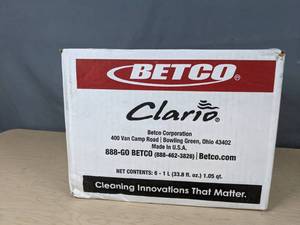 BETCO®
Clario®
Betco Corporation
400 Van Camp Road | Bowling Green, Ohio 43402
Made In U.S.A.
888-GO BETCO (888-462-3826) | Betco.com
NET CONTENTS: 6 - 1 L (33.8 fl. oz.) 1.05 qt.
Cleaning Innovations That Matter.